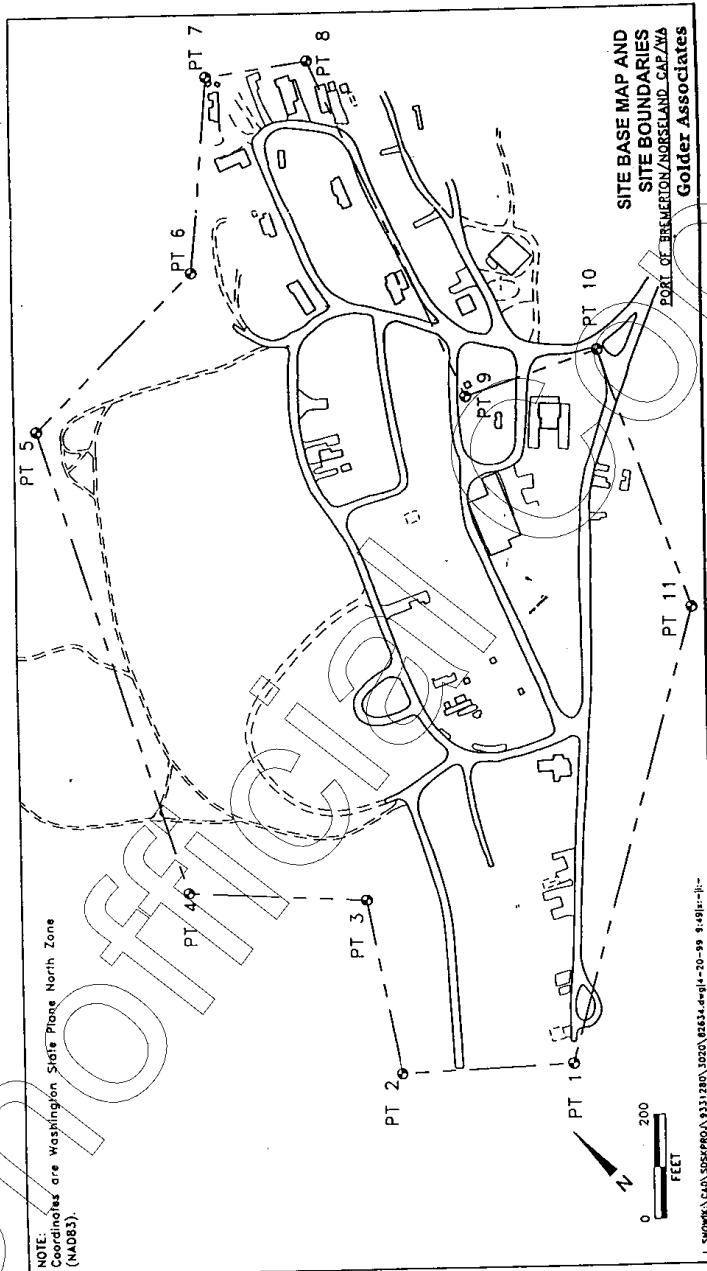 NOTE:
Coordinates are Washington State Plane North Zone
(NAD83).
PT 1
PT 2
PT 3
PT 4
PT 5
PT 6
PT 7
PT 8
PT 9
PT 10
PT 11
N
0 200
FEET
SITE BASE MAP AND
SITE BOUNDARIES
PORT OF BREMERTON/NORSELAND CAP/WA
Golder Associates
Unofficial Copy